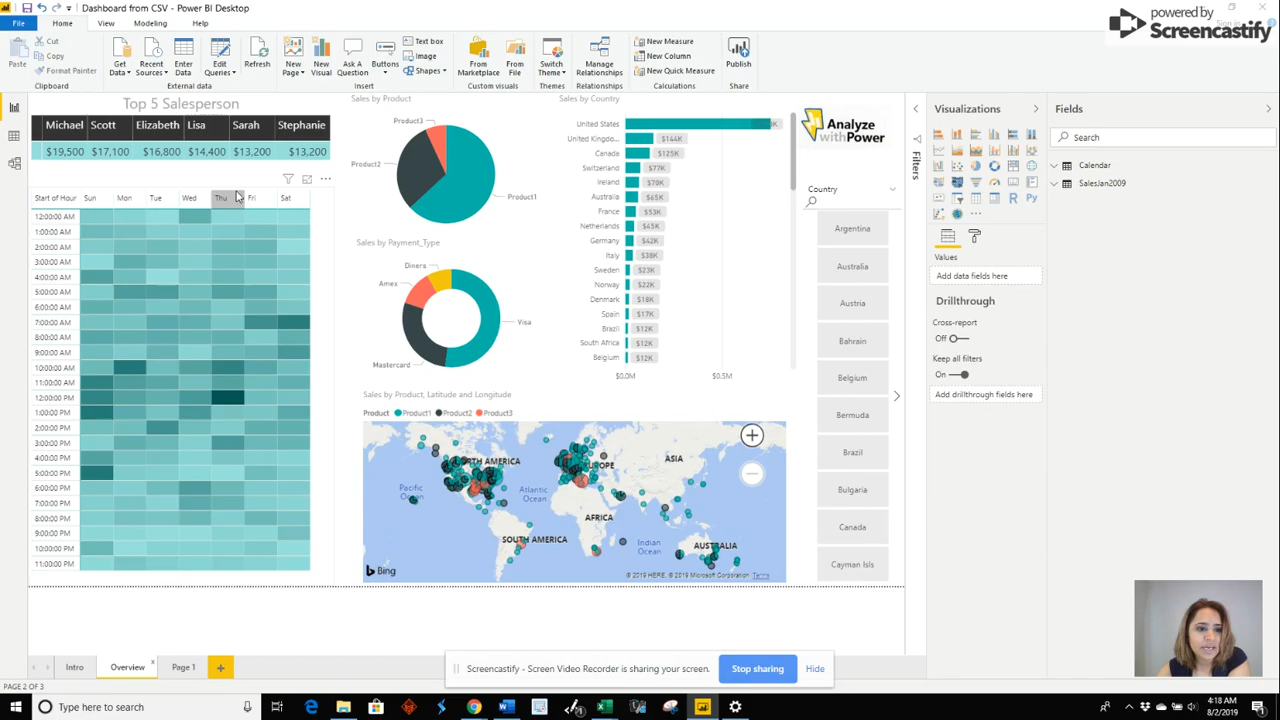 Dashboard from CSV - Power BI Desktop
powered by
Screencastify
File Home View Modeling Help
Paste
Cut
Copy
Format Painter
Clipboard
Get Data
Recent Sources
Enter Data
Edit Queries
Refresh
External data
New Page
New Visual
Ask A Question
Buttons
Text box
Image
Shapes
Insert
From Marketplace
From File
Custom visuals
Switch Theme
Themes
Manage Relationships
Relationships
New Measure
New Column
New Quick Measure
Calculations
Publish
Share
Top 5 Salesperson
Michael Scott Elizabeth Lisa Sarah Stephanie
$19,500 $17,100 $16.800 $14,400 $13,200 $13,200
Start of Hour Sun Mon Tue Wed Thu Fri Sat
12:00:00 AM
1:00:00 AM
2:00:00 AM
3:00:00 AM
4:00:00 AM
5:00:00 AM
6:00:00 AM
7:00:00 AM
8:00:00 AM
9:00:00 AM
10:00:00 AM
11:00:00 AM
12:00:00 PM
1:00:00 PM
2:00:00 PM
3:00:00 PM
4:00:00 PM
5:00:00 PM
6:00:00 PM
7:00:00 PM
8:00:00 PM
9:00:00 PM
10:00:00 PM
11:00:00 PM
Sales by Product
Product3
Product2
Product1
Sales by Payment_Type
Diners
Amex
Visa
Mastercard
Sales by Country
United States
United Kingdo... $144K
Canada $125K
Switzerland $77K
Ireland $70K
Australia $65K
France $53K
Netherlands $45K
Germany $42K
Italy $38K
Sweden $23K
Norway $22K
Denmark $18K
Spain $17K
Brazil $12K
South Africa $12K
Belgium $12K
$0.0M $0.5M
Sales by Product, Latitude and Longitude
Product Product1 Product2 Product3
NORTH AMERICA
EUROPE
ASIA
Pacific Ocean
Atlantic Ocean
AFRICA
SOUTH AMERICA
Indian Ocean
AUSTRALIA
Bing
© 2019 HERE, © 2019 Microsoft Corporation Terms
Analyze
withPower
Country
Argentina
Australia
Austria
Bahrain
Belgium
Bermuda
Brazil
Bulgaria
Canada
Cayman Isls
Filters
Visualizations
Values
Add data fields here
Drillthrough
Cross-report
Off
Keep all filters
On
Add drillthrough fields here
Fields
Search
Calendar
SalesJan2009
Intro Overview Page 1
PAGE 2 OF 3
Screencastify - Screen Video Recorder is sharing your screen. Stop sharing Hide
Type here to search
4:18 AM
8/2/2019